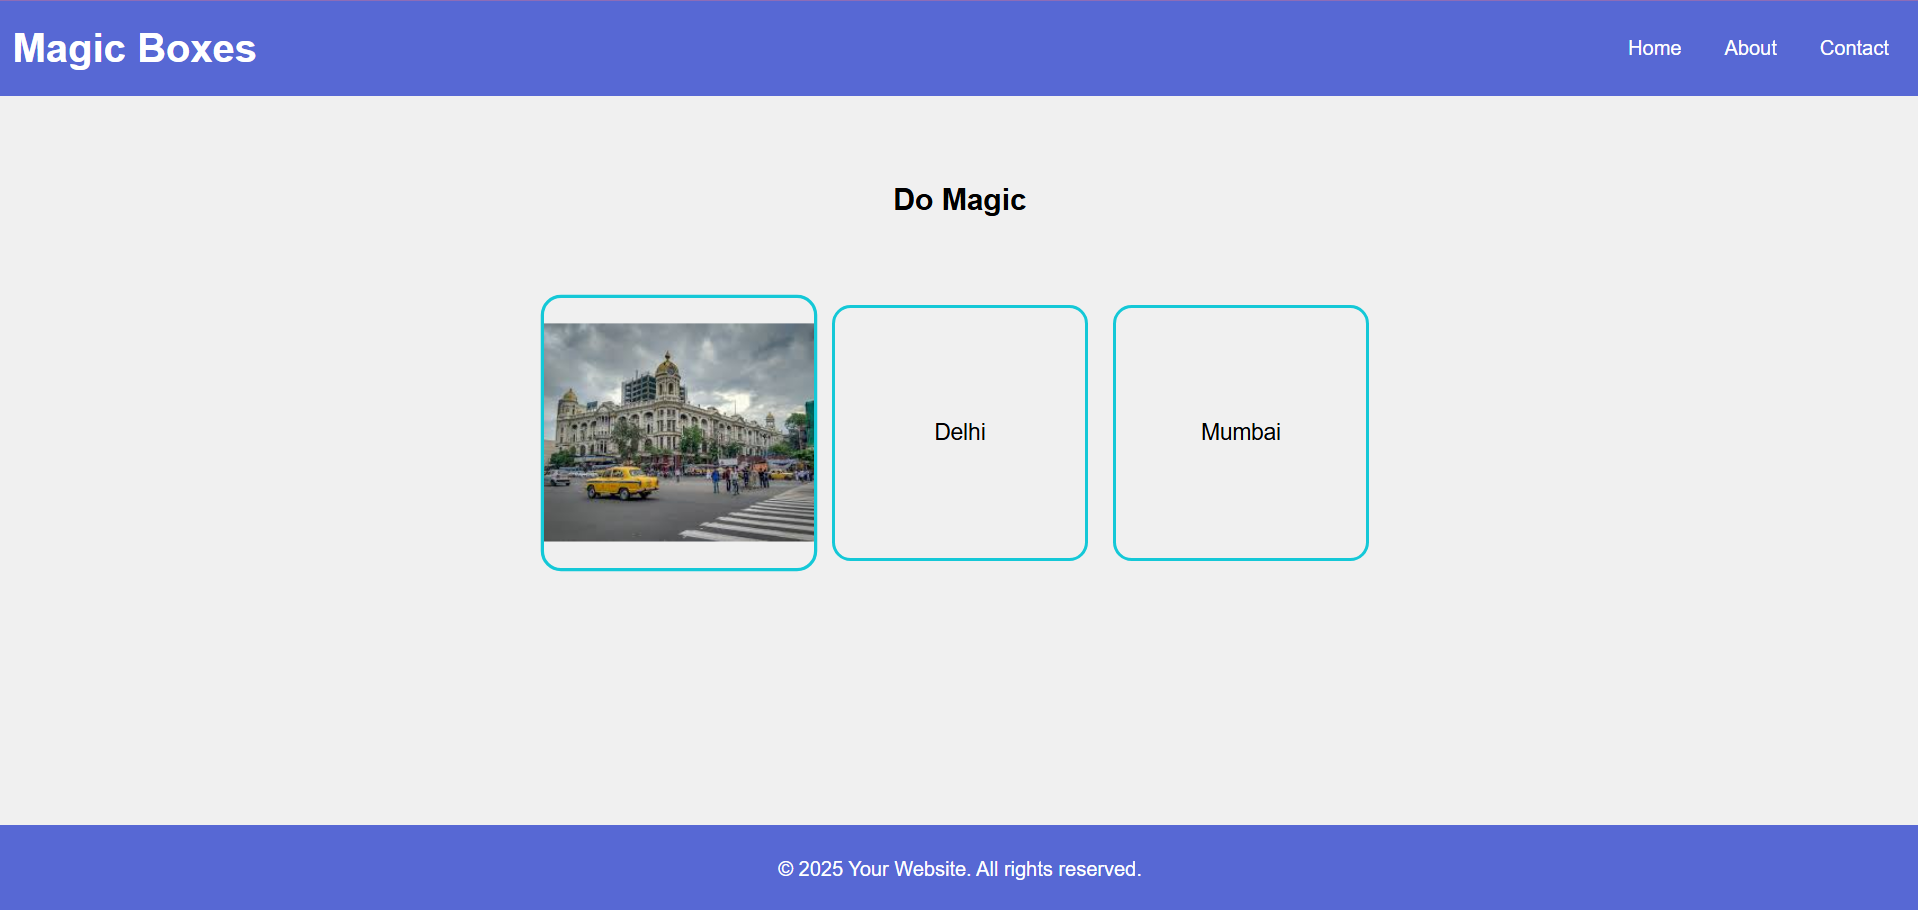 Magic Boxes
Home
About
Contact
Do Magic
Delhi
Mumbai
© 2025 Your Website. All rights reserved.